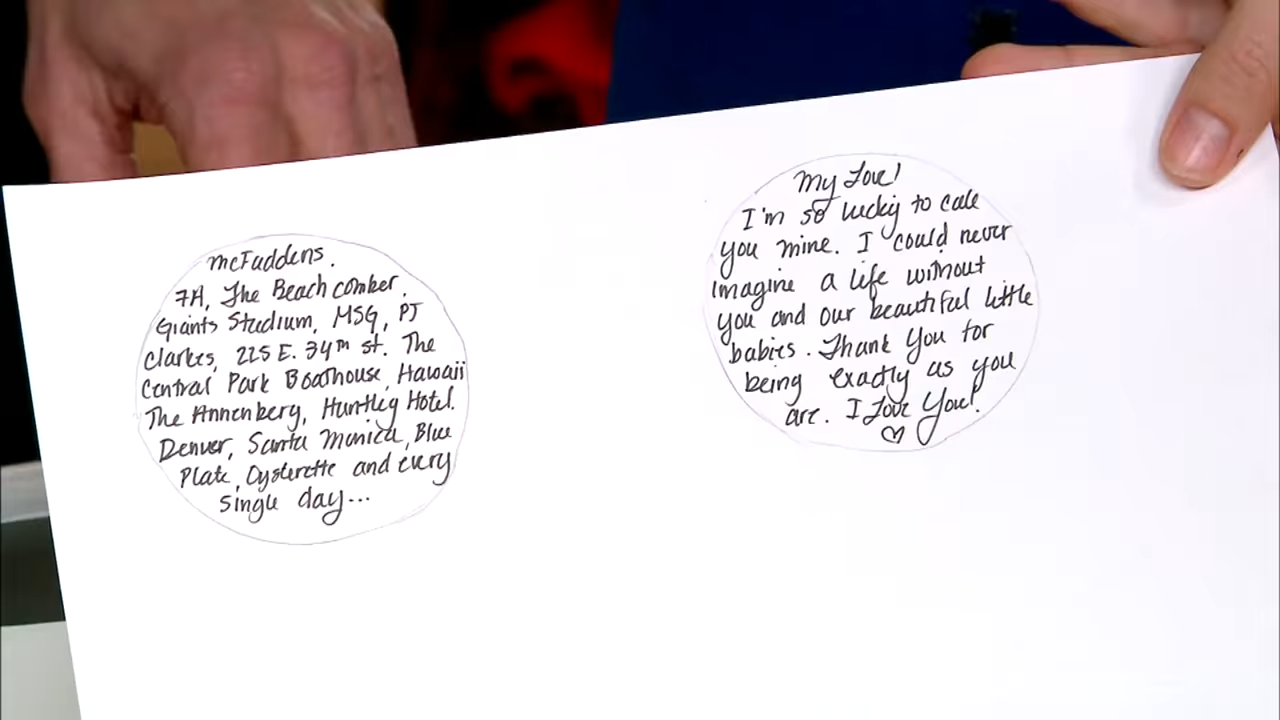 McFaddens.
7A, The Beachcomber,
Giants Stadium, MSG, PJ
Clarkes, 225 E. 34th St. The
Central Park Boathouse, Hawaii
The Annenberg, Huntley Hotel.
Denver, Santa Monica, Blue
Plate, Oysterette and every
single day...
My Love!
I'm so lucky to call
you mine. I could never
imagine a life without
you and our beautiful little
babies. Thank You for
being exactly as you
are. I Love You!
♡